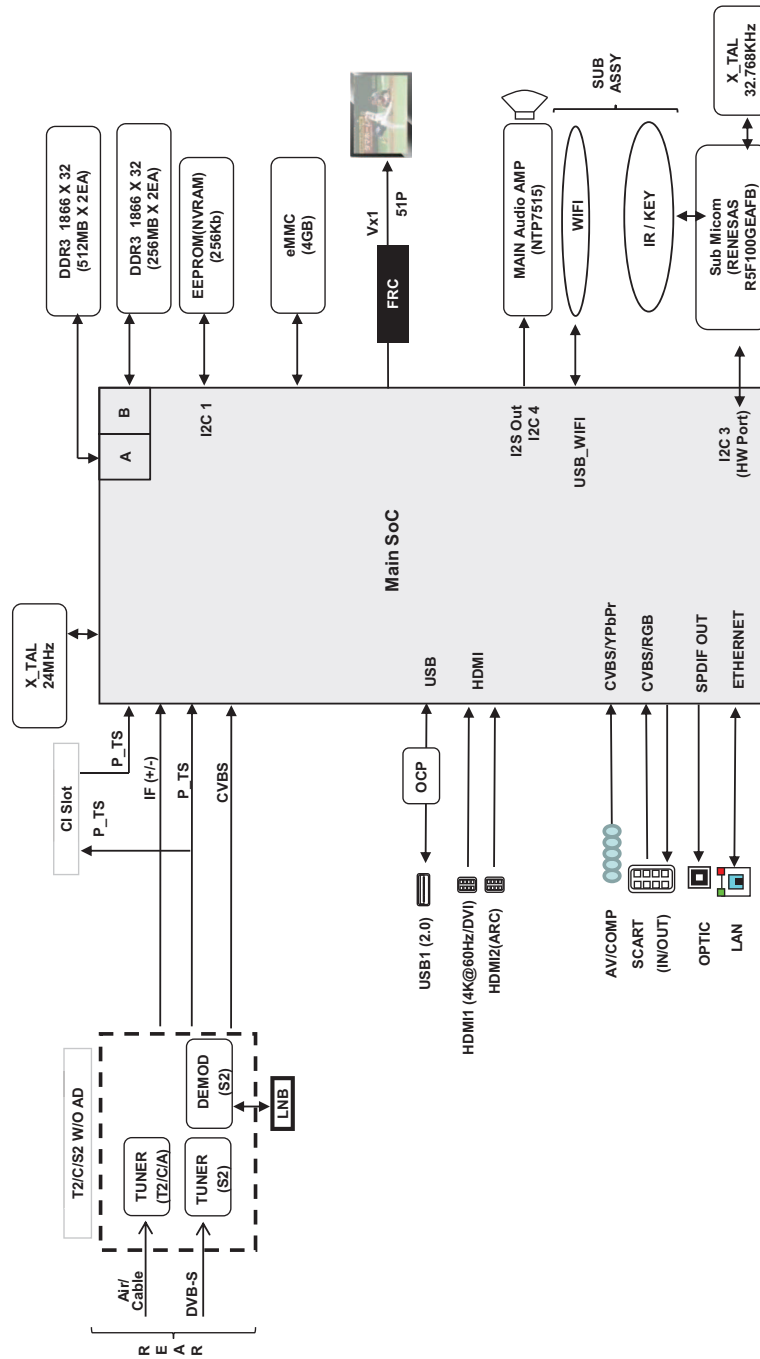 REAR
Air/
Cable
DVB-S
T2/C/S2 W/O AD
TUNER
(T2/C/A)
TUNER
(S2)
DEMOD
(S2)
LNB
CI Slot
P_TS
P_TS
IF (+/-)
P_TS
CVBS
X_TAL
24MHz
Main SoC
A
B
DDR3 1866 X 32
(512MB X 2EA)
DDR3 1866 X 32
(256MB X 2EA)
I2C 1
EEPROM(NVRAM)
(256Kb)
eMMC
(4GB)
FRC
Vx1
51P
USB1 (2.0)
OCP
USB
HDMI1 (4K@60Hz/DVI)
HDMI2(ARC)
HDMI
AV/COMP
CVBS/YPbPr
SCART
(IN/OUT)
CVBS/RGB
OPTIC
SPDIF OUT
LAN
ETHERNET
I2S Out
I2C 4
MAIN Audio AMP
(NTP7515)
USB_WIFI
WIFI
SUB
ASSY
IR / KEY
I2C 3
(HW Port)
Sub Micom
(RENESAS
R5F100GEAFB)
X_TAL
32.768KHz